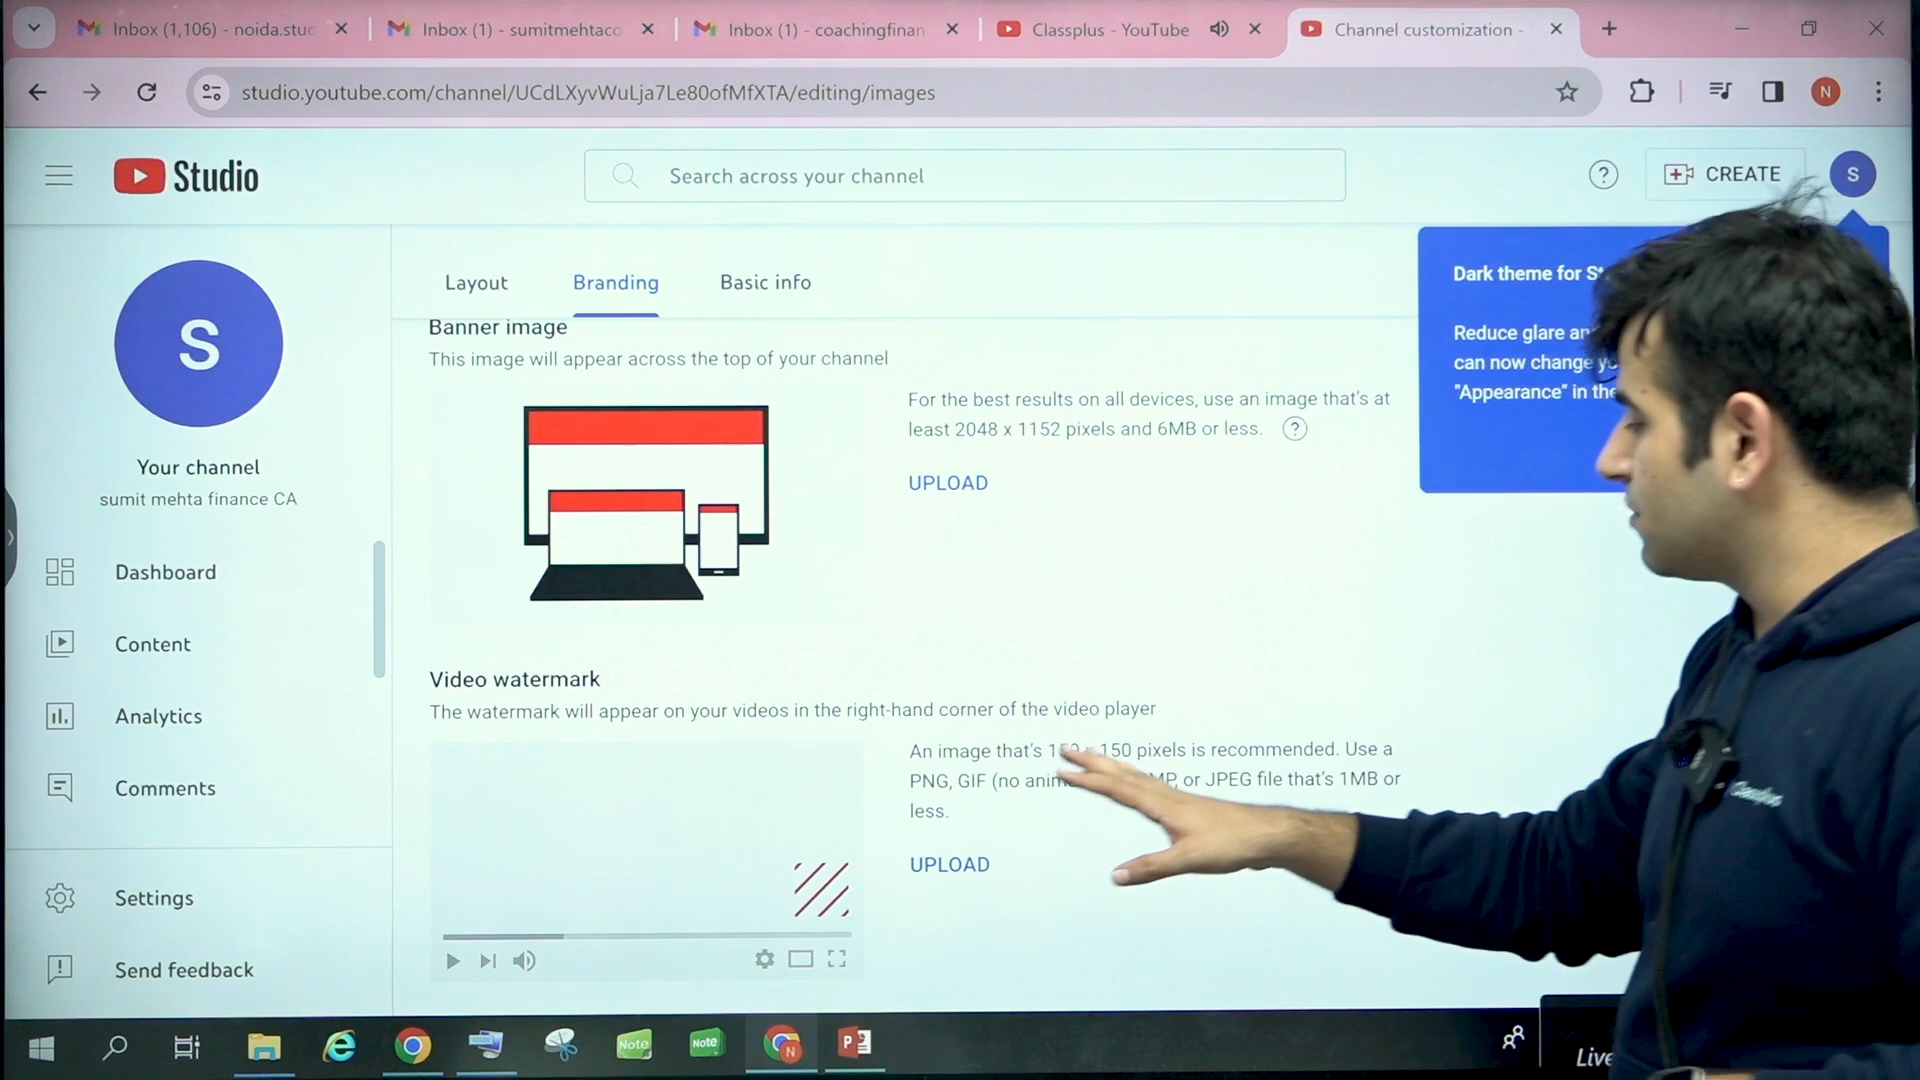 Inbox (1,106) - noida.stud
Inbox (1) - sumitmehtaco
Inbox (1) - coachingfinan
Classplus - YouTube
Channel customization -
studio.youtube.com/channel/UCdLXyvWuLja7Le80ofMfXTA/editing/images
N
Studio
Search across your channel
CREATE
S
S
Your channel
sumit mehta finance CA
Dashboard
Content
Analytics
Comments
Settings
Send feedback
Layout
Branding
Basic info
Banner image
This image will appear across the top of your channel
For the best results on all devices, use an image that's at
least 2048 x 1152 pixels and 6MB or less.
UPLOAD
Video watermark
The watermark will appear on your videos in the right-hand corner of the video player
An image that's 150 x 150 pixels is recommended. Use a
PNG, GIF (no or JPEG file that's 1MB or
less.
UPLOAD
Dark theme for
Reduce glare
can now change
"Appearance" in the
Classplus
Note
Note
N
P
Live